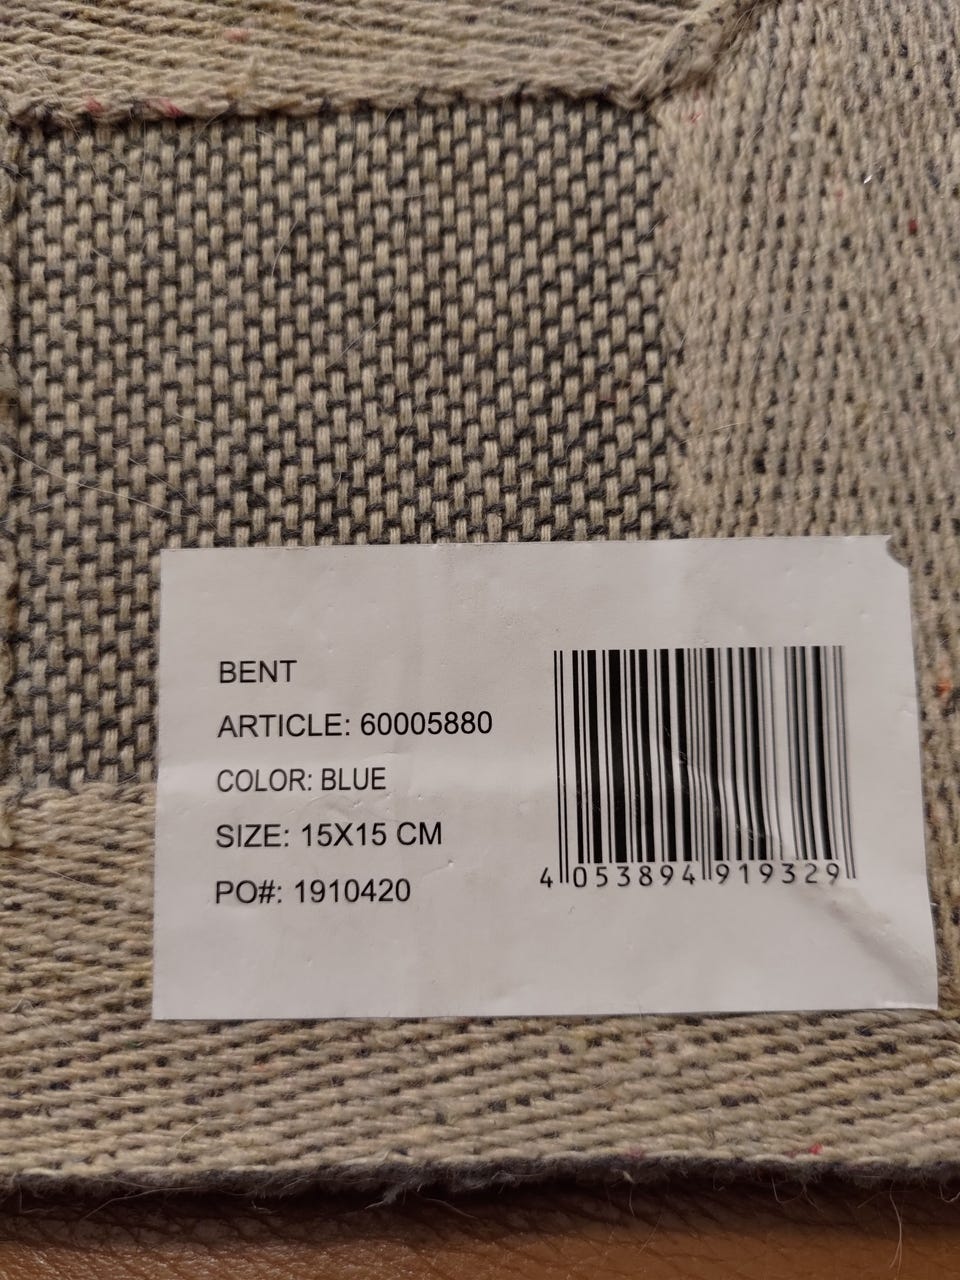 BENT
ARTICLE: 60005880
COLOR: BLUE
SIZE: 15X15 CM
PO#: 1910420
4 053894 919329